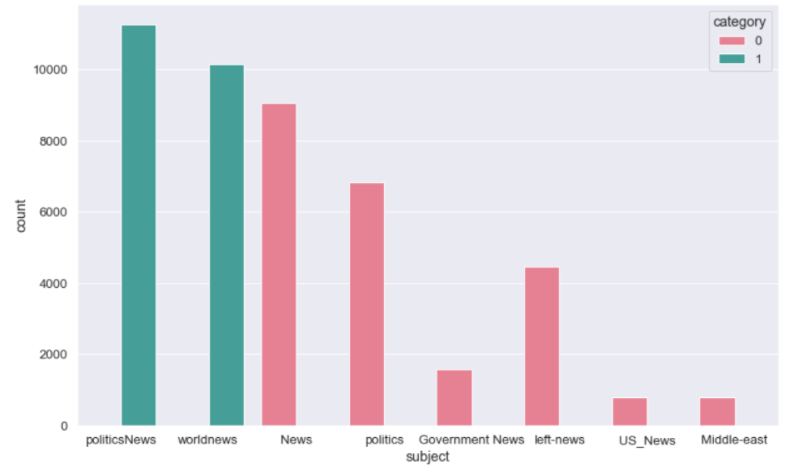 category
0
1
10000
8000
6000
4000
2000
0
count
politicsNews worldnews News politics Government News left-news US_News Middle-east
subject